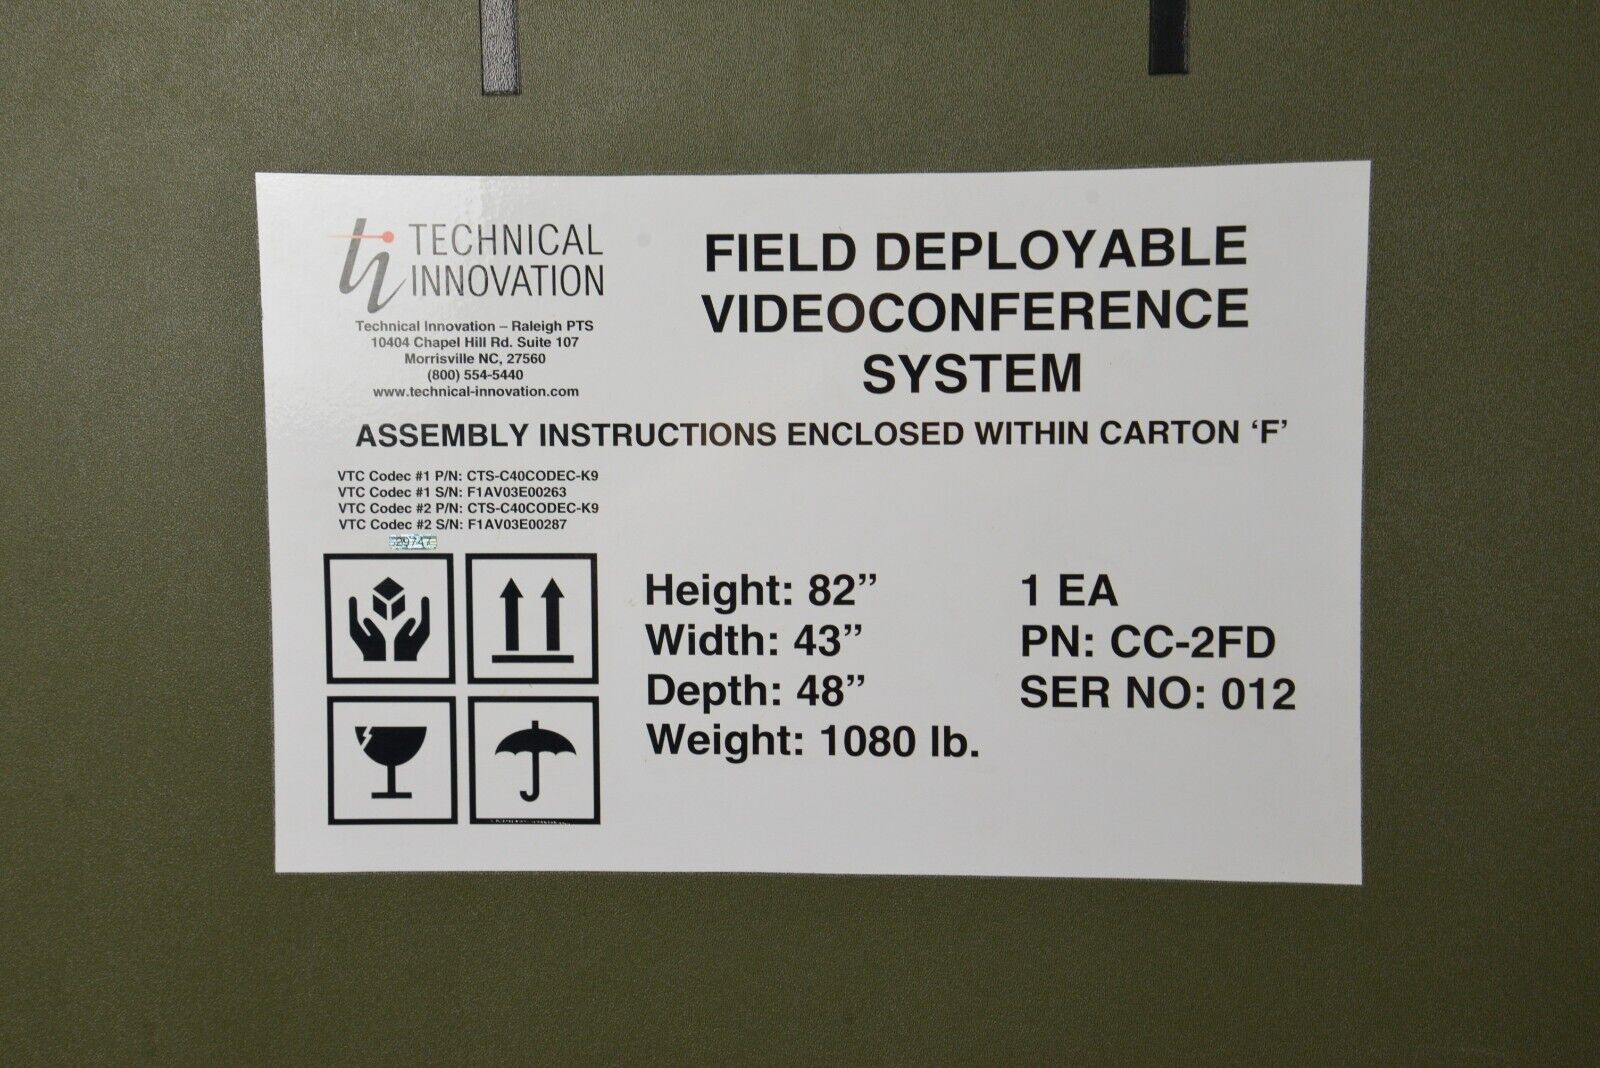 TECHNICAL
INNOVATION
Technical Innovation – Raleigh PTS
10404 Chapel Hill Rd. Suite 107
Morrisville NC, 27560
(800) 554-5440
www.technical-innovation.com
FIELD DEPLOYABLE
VIDEOCONFERENCE
SYSTEM
ASSEMBLY INSTRUCTIONS ENCLOSED WITHIN CARTON ‘F’
VTC Codec #1 P/N: CTS-C40CODEC-K9
VTC Codec #1 S/N: F1AV03E00263
VTC Codec #2 P/N: CTS-C40CODEC-K9
VTC Codec #2 S/N: F1AV03E00287
29747
Height: 82”
Width: 43”
Depth: 48”
Weight: 1080 lb.
1 EA
PN: CC-2FD
SER NO: 012